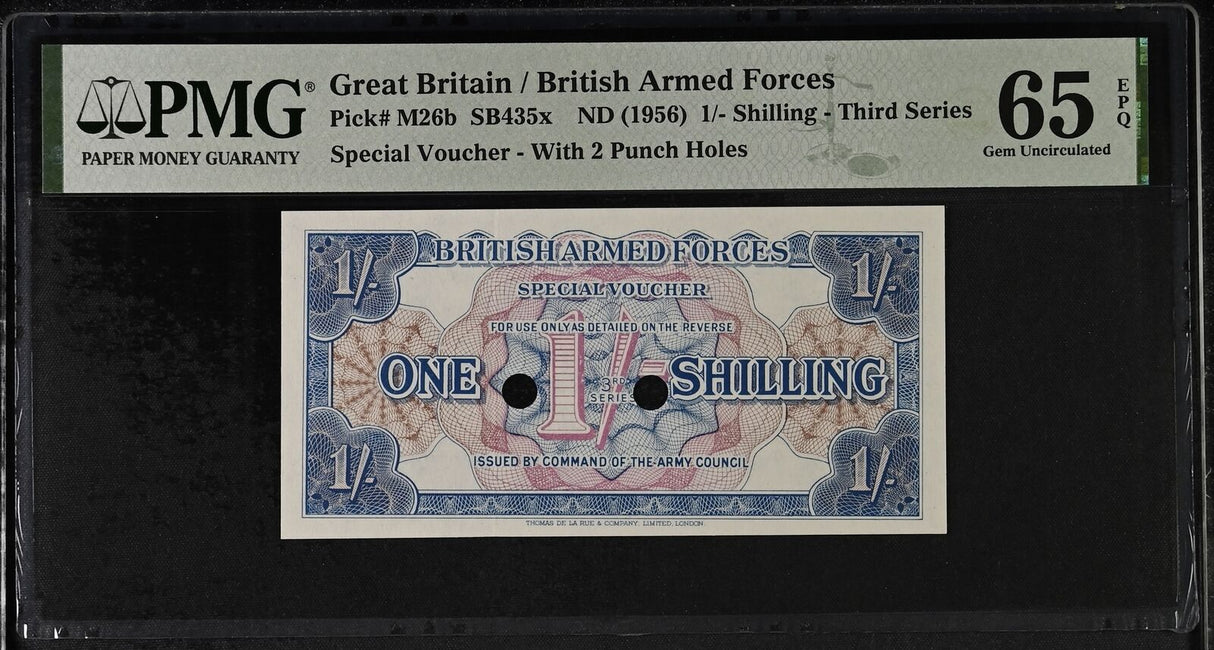 PMG®
PAPER MONEY GUARANTY
Great Britain / British Armed Forces
Pick# M26b SB435x ND (1956) 1/- Shilling - Third Series
Special Voucher - With 2 Punch Holes
65 EPQ
Gem Uncirculated
1/- BRITISH ARMED FORCES 1/-
SPECIAL VOUCHER
FOR USE ONLY AS DETAILED ON THE REVERSE
1/-
ONE SHILLING
3RD
SERIES
ISSUED BY COMMAND OF THE ARMY COUNCIL
1/- 1/-
THOMAS DE LA RUE & COMPANY, LIMITED, LONDON